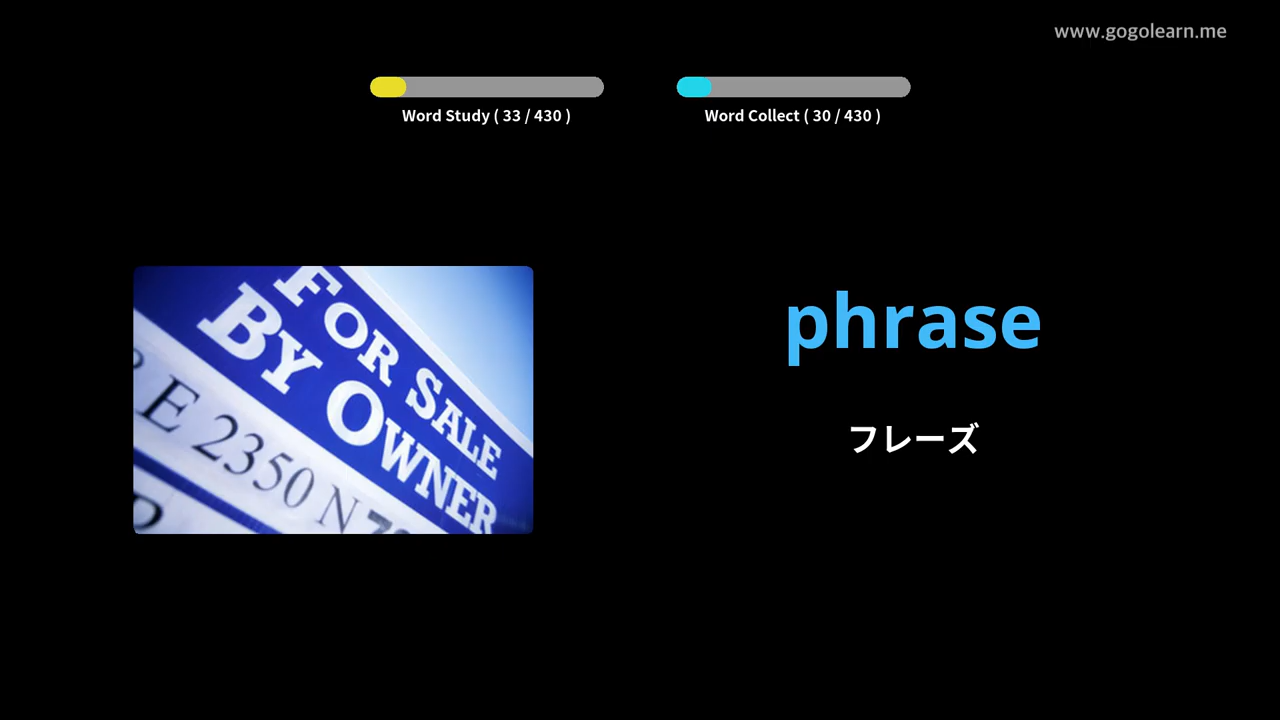 www.gogolearn.me
Word Study ( 33 / 430 )
Word Collect ( 30 / 430 )
FOR SALE
BY OWNER
E 2350 N
phrase
フレーズ